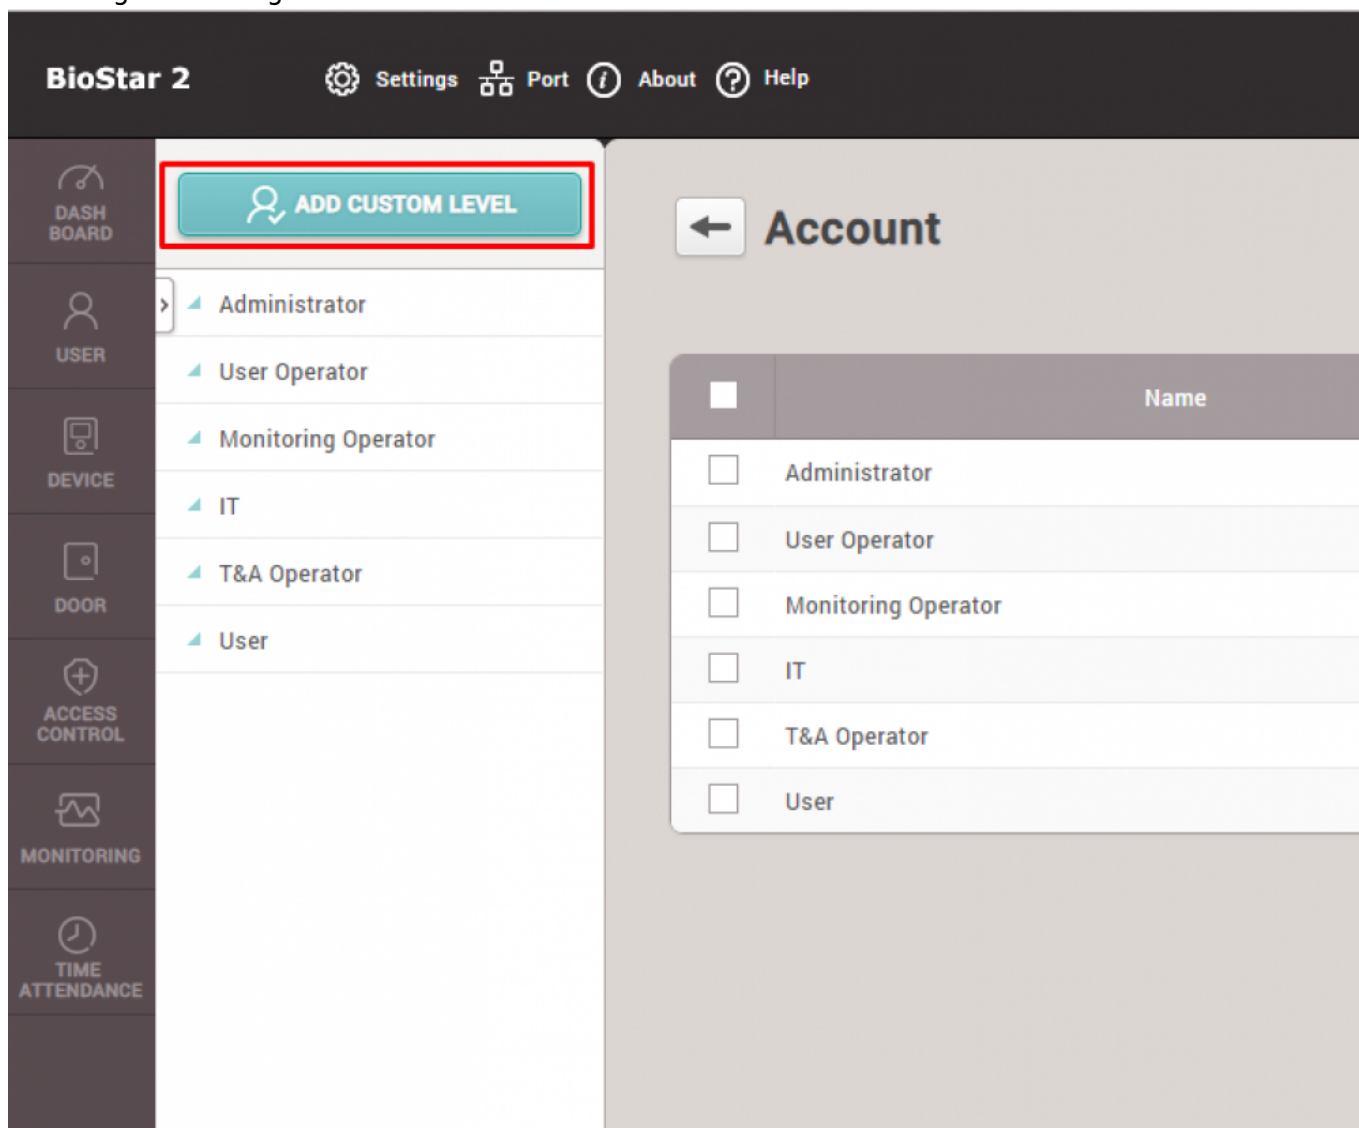 BioStar 2
Settings Port About Help
DASH
BOARD
USER
DEVICE
DOOR
ACCESS
CONTROL
MONITORING
TIME
ATTENDANCE
ADD CUSTOM LEVEL
Administrator
User Operator
Monitoring Operator
IT
T&A Operator
User
Account
Name
Administrator
User Operator
Monitoring Operator
IT
T&A Operator
User